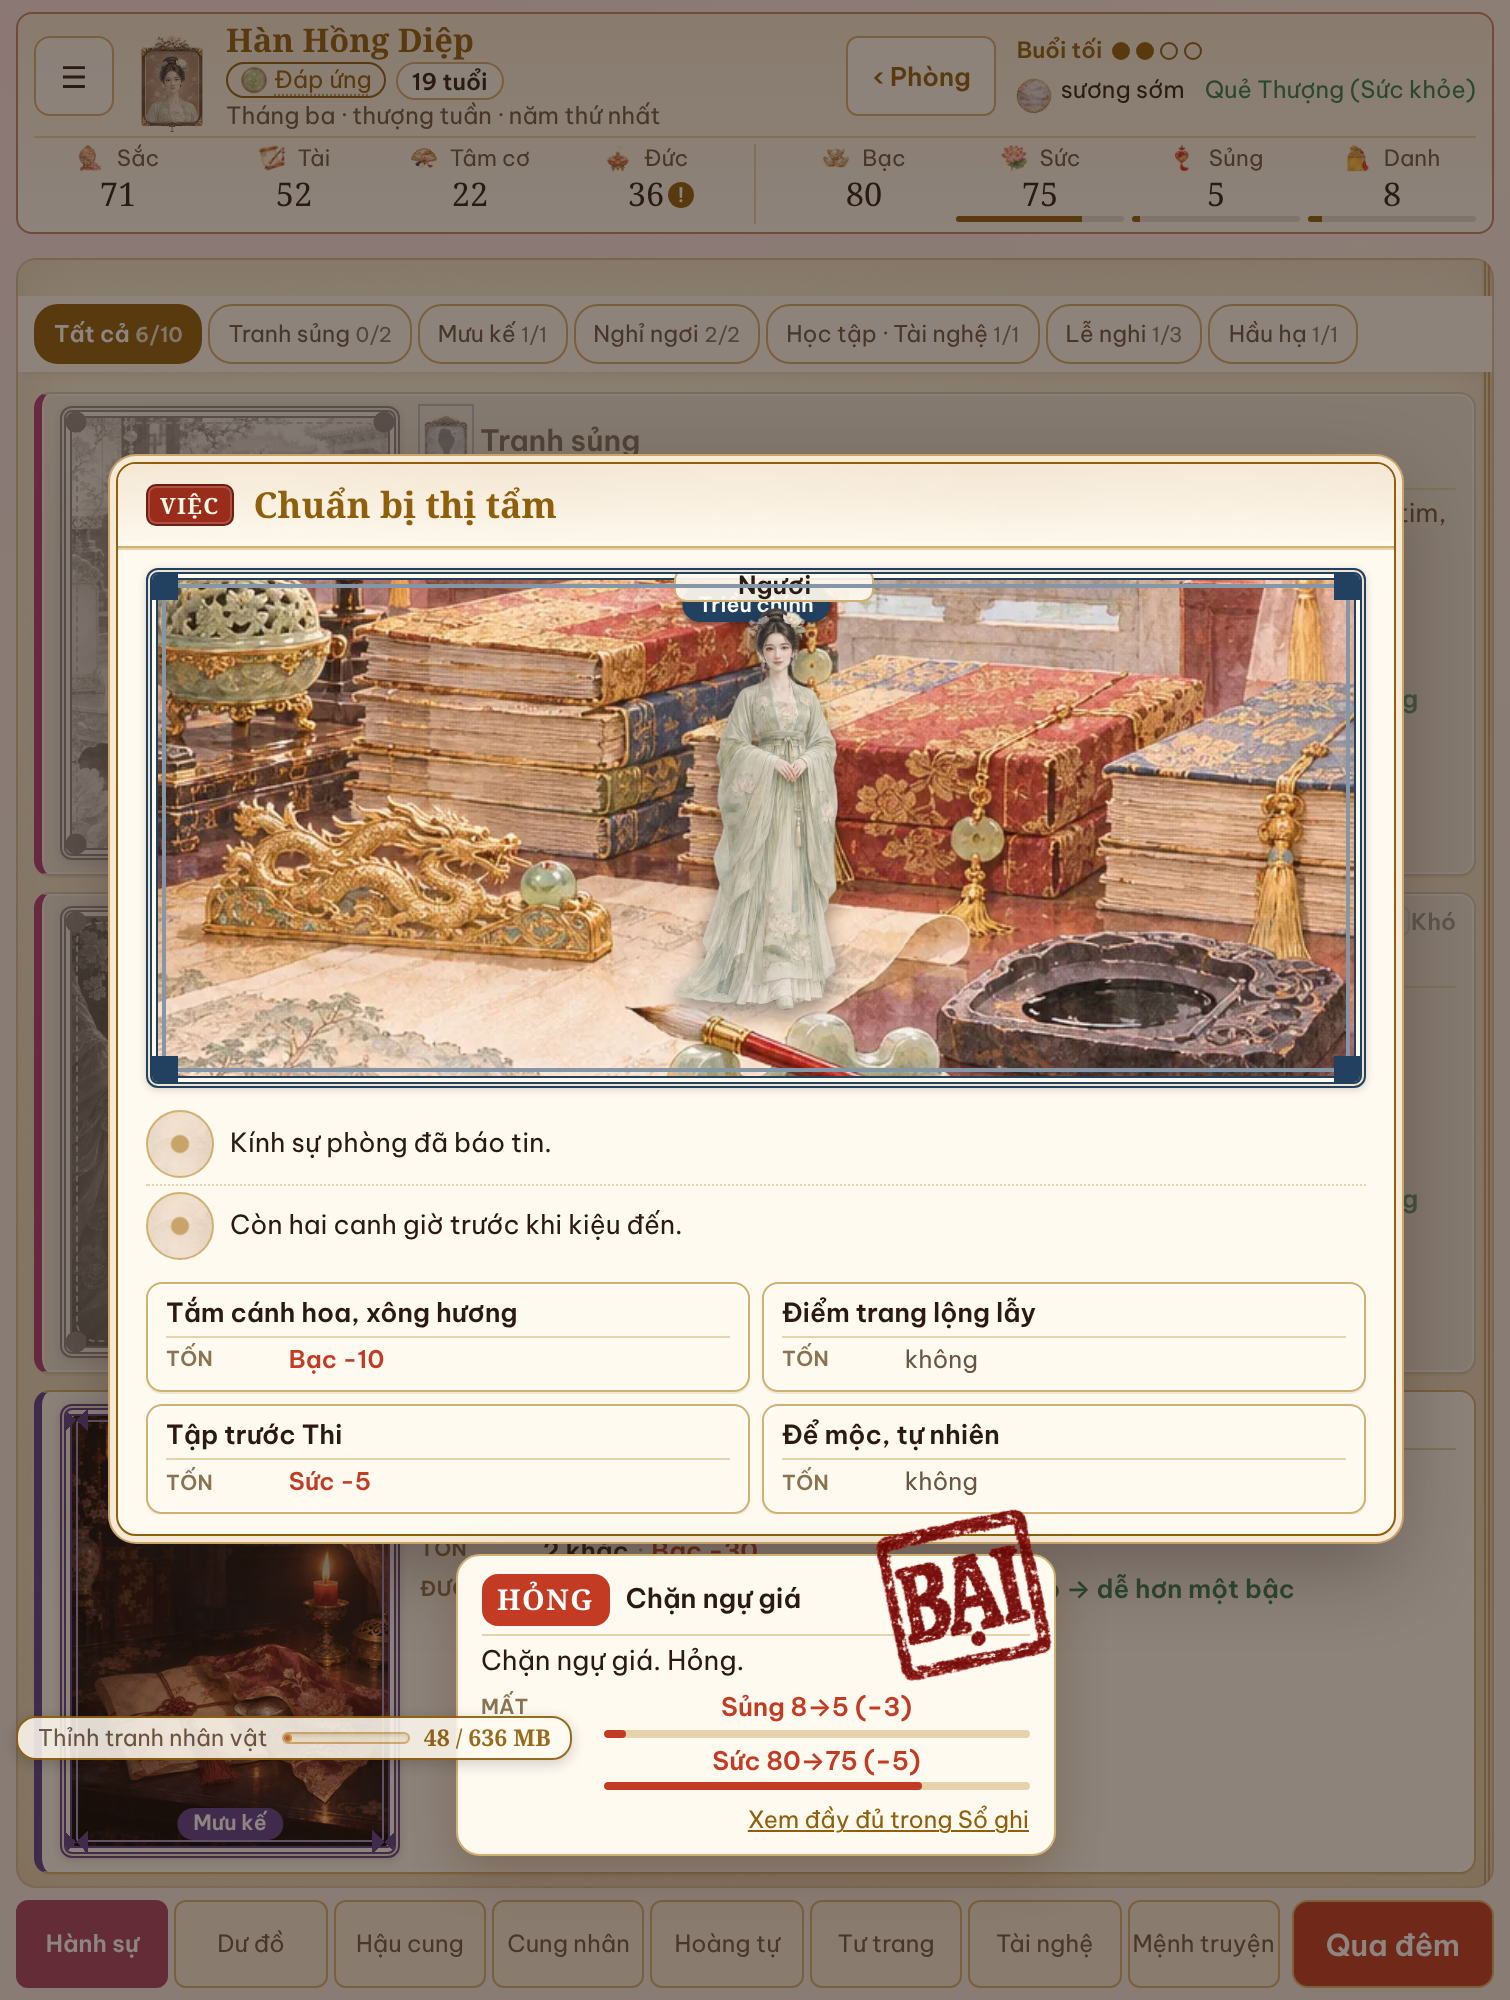 ☰
Hàn Hồng Diệp
Đáp ứng
19 tuổi
Tháng ba · thượng tuần · năm thứ nhất
‹ Phòng
Buổi tối
sương sớm
Quẻ Thượng (Sức khỏe)
Sắc
Tài
Tâm cơ
Đức
Bạc
Sức
Sủng
Danh
71
52
22
36 !
80
75
5
8
Tất cả 6/10
Tranh sủng 0/2
Mưu kế 1/1
Nghỉ ngơi 2/2
Học tập · Tài nghệ 1/1
Lễ nghi 1/3
Hầu hạ 1/1
Tranh sủng
tim,
g
Khó
g
VIỆC
Chuẩn bị thị tẩm
Ngươi
Triều chính
Kính sự phòng đã báo tin.
Còn hai canh giờ trước khi kiệu đến.
Tắm cánh hoa, xông hương
TỐN Bạc -10
Điểm trang lộng lẫy
TỐN không
Tập trước Thi
TỐN Sức -5
Để mộc, tự nhiên
TỐN không
TỐN 2 khắc · Bạc -30
→ dễ hơn một bậc
HỎNG
Chặn ngự giá
BẠI
Chặn ngự giá. Hỏng.
MẤT
Sủng 8→5 (-3)
Sức 80→75 (-5)
Xem đầy đủ trong Sổ ghi
Thỉnh tranh nhân vật
48 / 636 MB
Mưu kế
Hành sự
Dư đồ
Hậu cung
Cung nhân
Hoàng tự
Tư trang
Tài nghệ
Mệnh truyện
Qua đêm